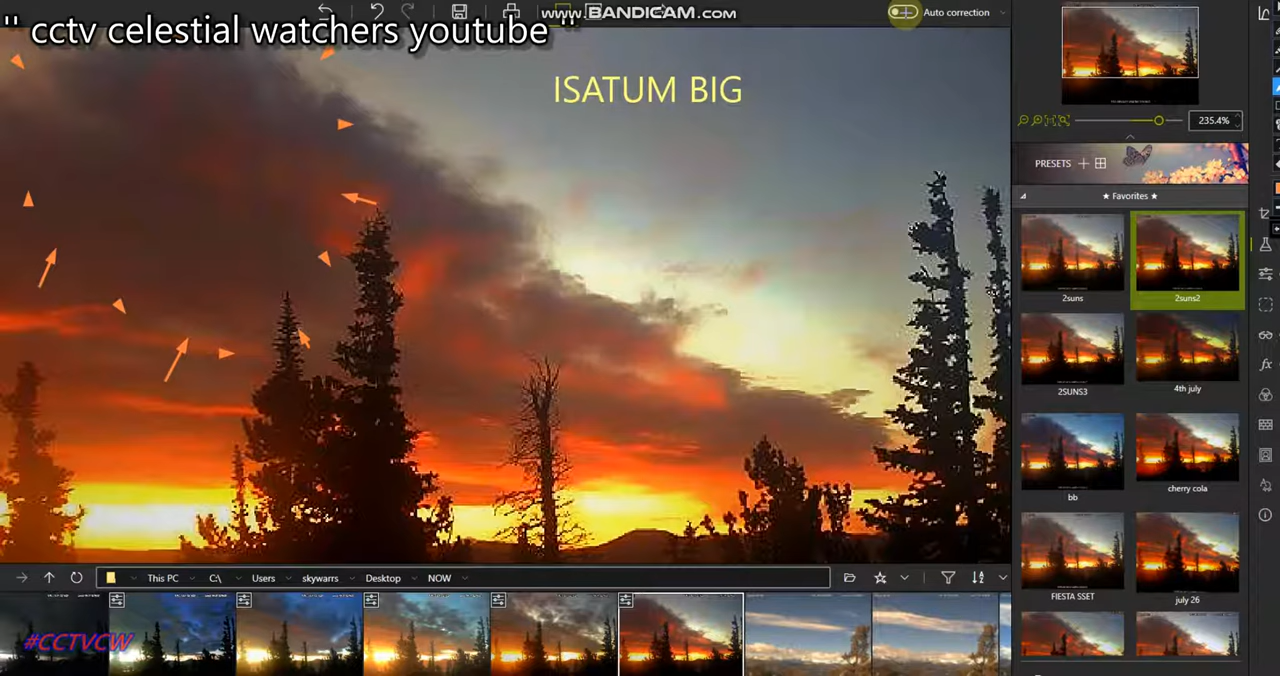 www.BANDICAM.com
Auto correction
" cctv celestial watchers youtube "
ISATUM BIG
235.4%
PRESETS
★ Favorites ★
2suns
2suns2
2SUNS3
4th july
bb
cherry cola
FIESTA SSET
july 26
This PC
C:\
Users
skywarrs
Desktop
NOW
#CCTVCW